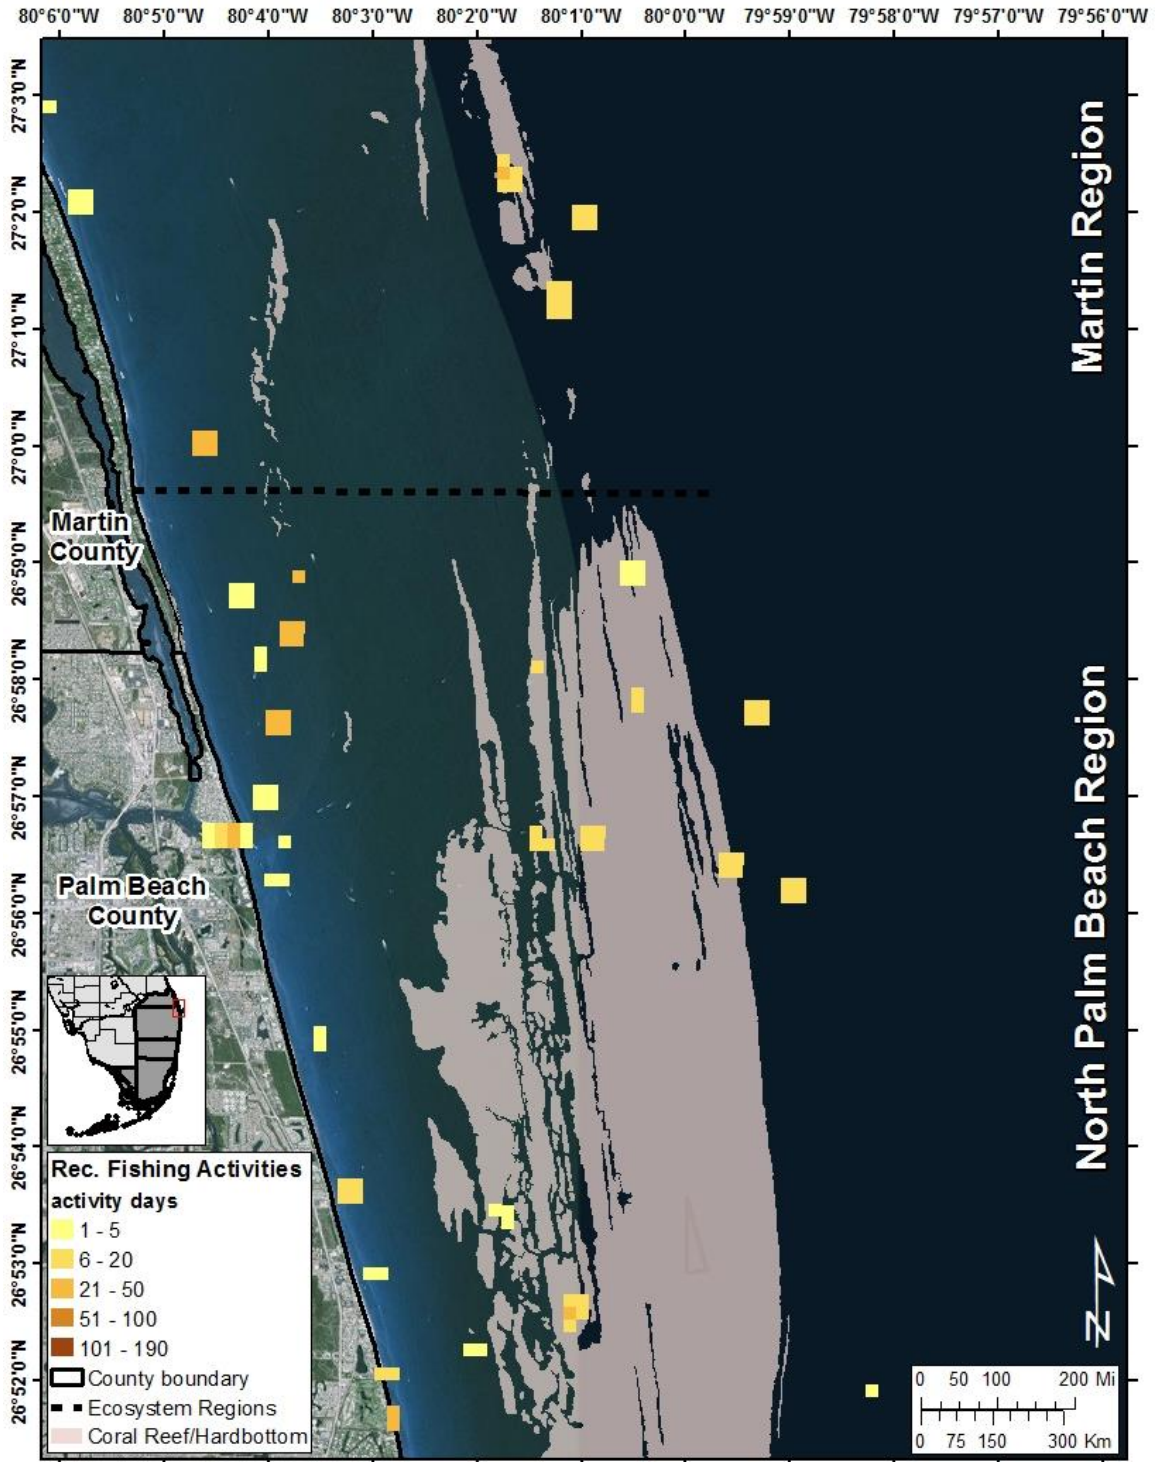 80°6'0"W 80°5'0"W 80°4'0"W 80°3'0"W 80°2'0"W 80°1'0"W 80°0'0"W 79°59'0"W 79°58'0"W 79°57'0"W 79°56'0"W
27°3'0"N
27°2'0"N
27°1'0"N
27°0'0"N
26°59'0"N
26°58'0"N
26°57'0"N
26°56'0"N
26°55'0"N
26°54'0"N
26°53'0"N
26°52'0"N
Martin Region
North Palm Beach Region
Martin
County
Palm Beach
County
Rec. Fishing Activities
activity days
1 - 5
6 - 20
21 - 50
51 - 100
101 - 190
County boundary
Ecosystem Regions
Coral Reef/Hardbottom
N
0 50 100 200 Mi
0 75 150 300 Km